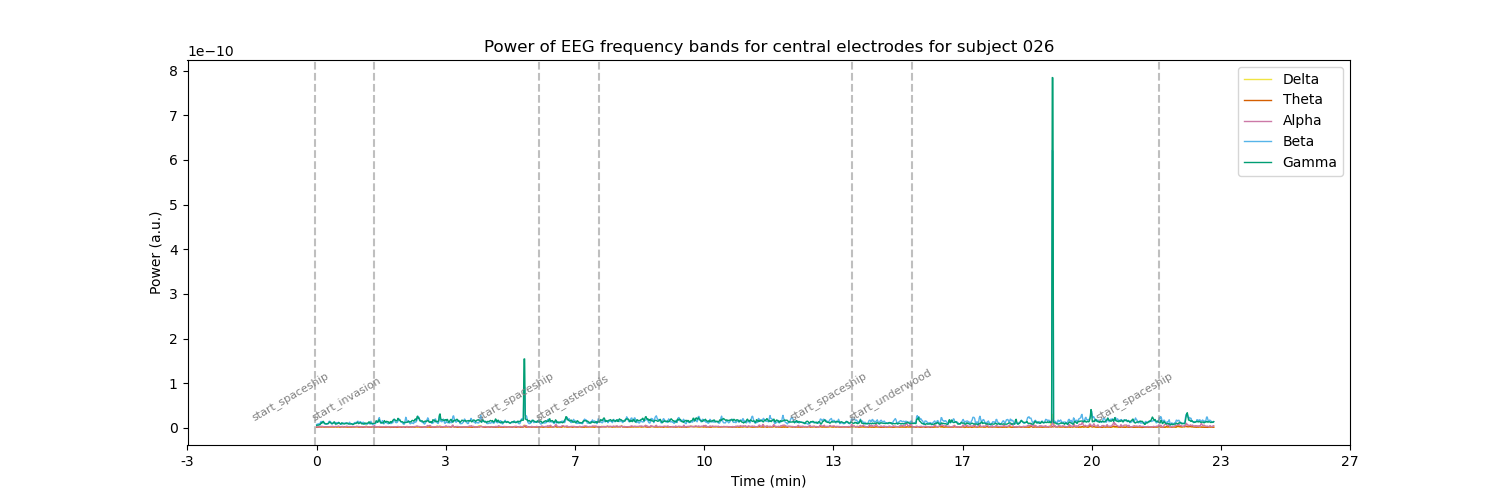 Power of EEG frequency bands for central electrodes for subject 026
1e−10
8
7
6
5
4
3
2
1
0
Power (a.u.)
Delta
Theta
Alpha
Beta
Gamma
start_spaceship
start_invasion
start_spaceship
start_asteroids
start_spaceship
start_underwood
start_spaceship
-3 0 3 7 10 13 17 20 23 27
Time (min)